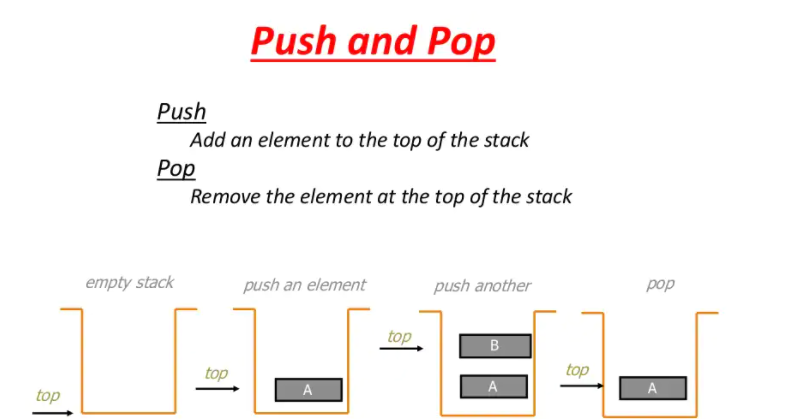 Push and Pop
Push
Add an element to the top of the stack
Pop
Remove the element at the top of the stack
empty stack
push an element
push another
pop
top
top
top
top
A
B
A
A